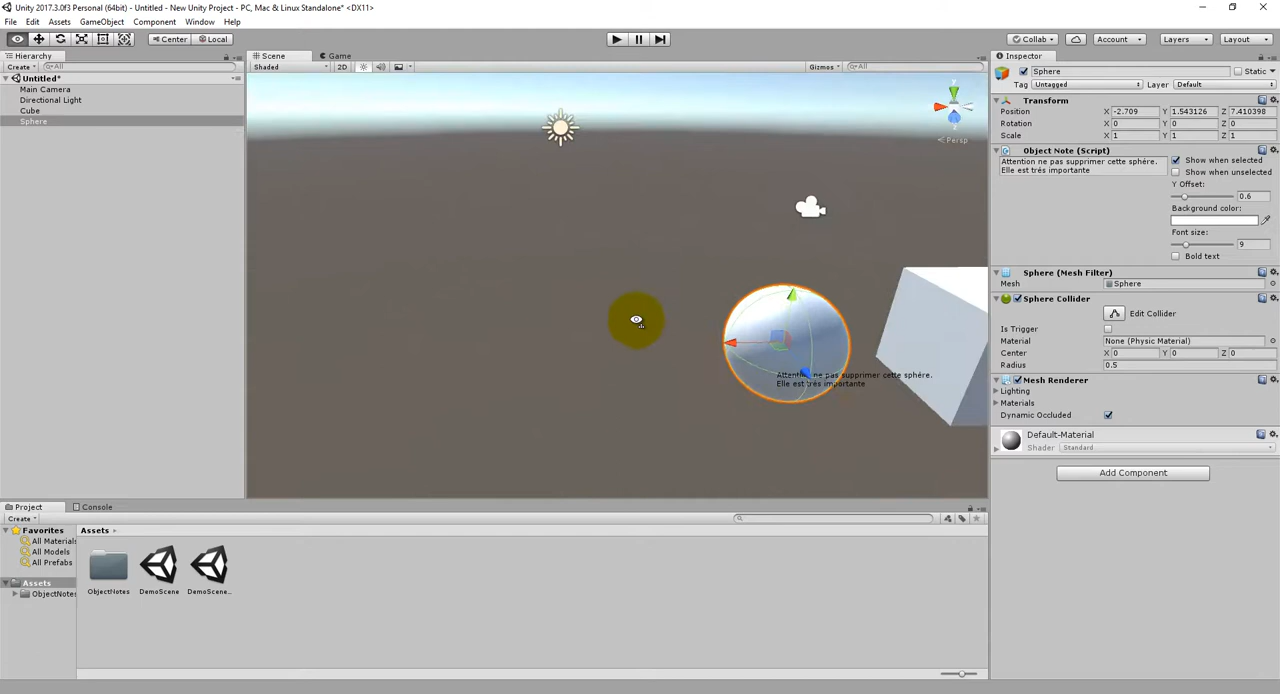 Unity 2017.3.0f3 Personal (64bit) - Untitled - New Unity Project - PC, Mac & Linux Standalone* <DX11>
File Edit Assets GameObject Component Window Help
Center Local
Collab Account Layers Layout
Hierarchy
Create All
Untitled*
Main Camera
Directional Light
Cube
Sphere
Scene Game
Shaded 2D Gizmos All
y
Persp
Attention ne pas supprimer cette sphére.
Elle est trés importante
Inspector
Sphere Static
Tag Untagged Layer Default
Transform
Position X -2.709 Y 1.543126 Z 7.410398
Rotation X 0 Y 0 Z 0
Scale X 1 Y 1 Z 1
Object Note (Script)
Attention ne pas supprimer cette sphére.
Elle est trés importante
Show when selected
Show when unselected
Y Offset:
0.6
Background color:
Font size:
9
Bold text
Sphere (Mesh Filter)
Mesh Sphere
Sphere Collider
Edit Collider
Is Trigger
Material None (Physic Material)
Center X 0 Y 0 Z 0
Radius 0.5
Mesh Renderer
Lighting
Materials
Dynamic Occluded
Default-Material
Shader Standard
Add Component
Project Console
Create
Favorites
All Materials
All Models
All Prefabs
Assets
ObjectNotes
Assets
ObjectNotes DemoScene DemoScene...